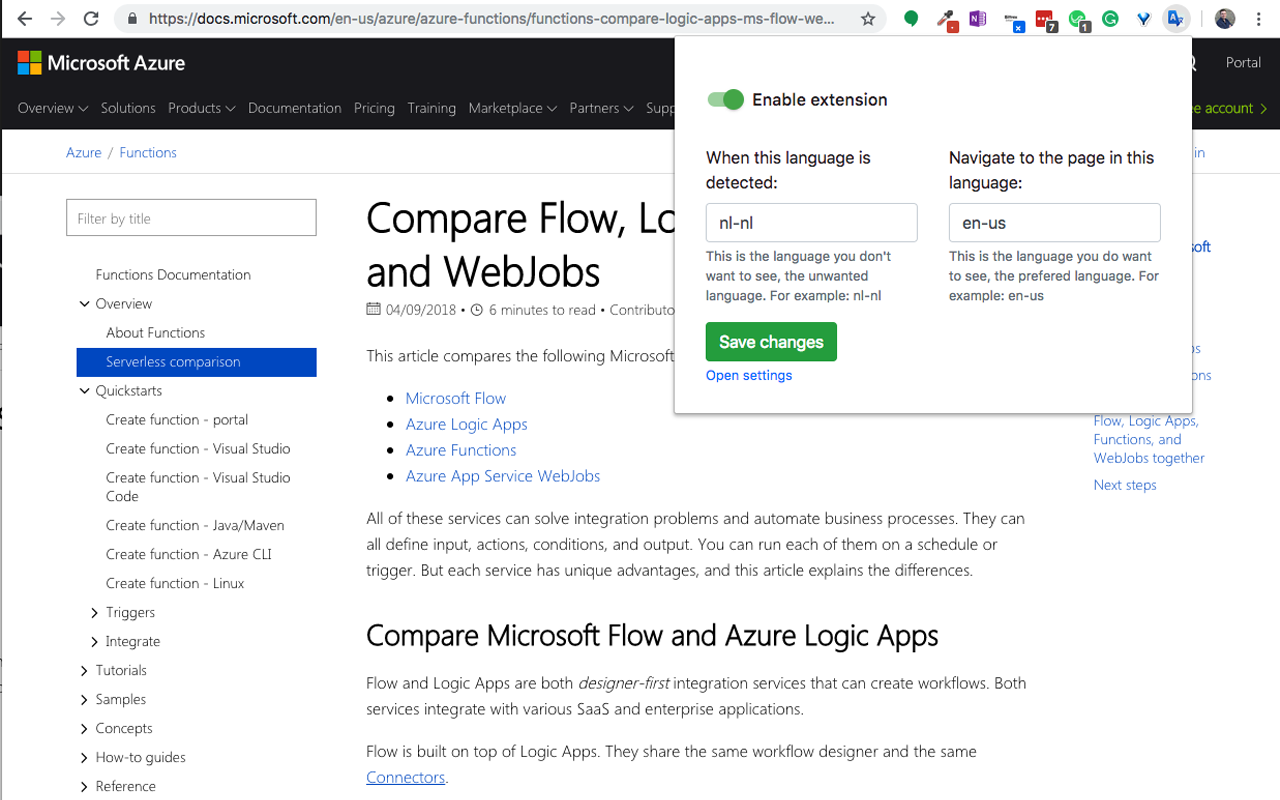 https://docs.microsoft.com/en-us/azure/azure-functions/functions-compare-logic-apps-ms-flow-we...
7
1
Microsoft Azure
Portal
Overview Solutions Products Documentation Pricing Training Marketplace Partners Supp
ee account
Azure / Functions
in
Enable extension
When this language is
detected:
nl-nl
This is the language you don't
want to see, the unwanted
language. For example: nl-nl
Navigate to the page in this
language:
en-us
This is the language you do want
to see, the prefered language. For
example: en-us
Save changes
Open settings
Filter by title
Functions Documentation
Overview
About Functions
Serverless comparison
Quickstarts
Create function - portal
Create function - Visual Studio
Create function - Visual Studio
Code
Create function - Java/Maven
Create function - Azure CLI
Create function - Linux
Triggers
Integrate
Tutorials
Samples
Concepts
How-to guides
Reference
Compare Flow, Lo
and WebJobs
04/09/2018 • 6 minutes to read • Contributo
This article compares the following Microsoft
Microsoft Flow
Azure Logic Apps
Azure Functions
Azure App Service WebJobs
All of these services can solve integration problems and automate business processes. They can
all define input, actions, conditions, and output. You can run each of them on a schedule or
trigger. But each service has unique advantages, and this article explains the differences.
Compare Microsoft Flow and Azure Logic Apps
Flow and Logic Apps are both designer-first integration services that can create workflows. Both
services integrate with various SaaS and enterprise applications.
Flow is built on top of Logic Apps. They share the same workflow designer and the same
Connectors.
soft
ns
ons
Flow, Logic Apps,
Functions, and
WebJobs together
Next steps